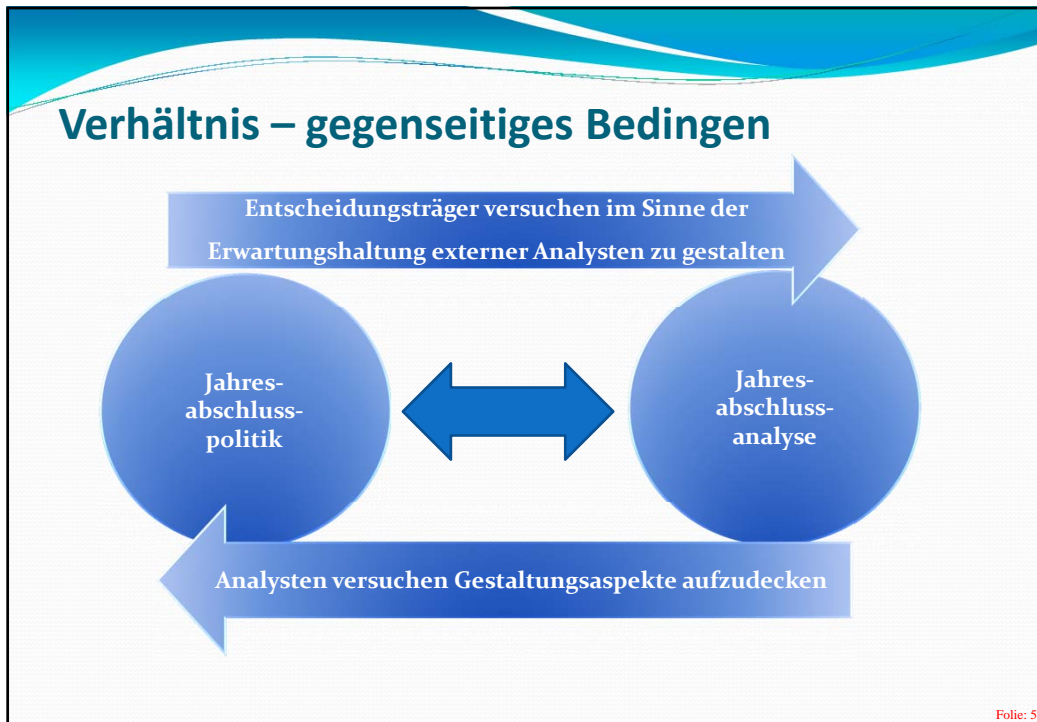 Verhältnis – gegenseitiges Bedingen
Entscheidungsträger versuchen im Sinne der
Erwartungshaltung externer Analysten zu gestalten
Jahres-
abschluss-
politik
Jahres-
abschluss-
analyse
Analysten versuchen Gestaltungsaspekte aufzudecken
Folie: 5